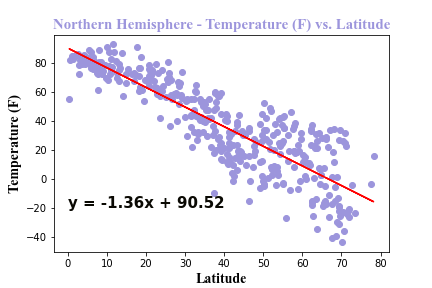 Northern Hemisphere - Temperature (F) vs. Latitude
Temperature (F)
80
60
40
20
0
−20
−40
y = -1.36x + 90.52
0 10 20 30 40 50 60 70 80
Latitude